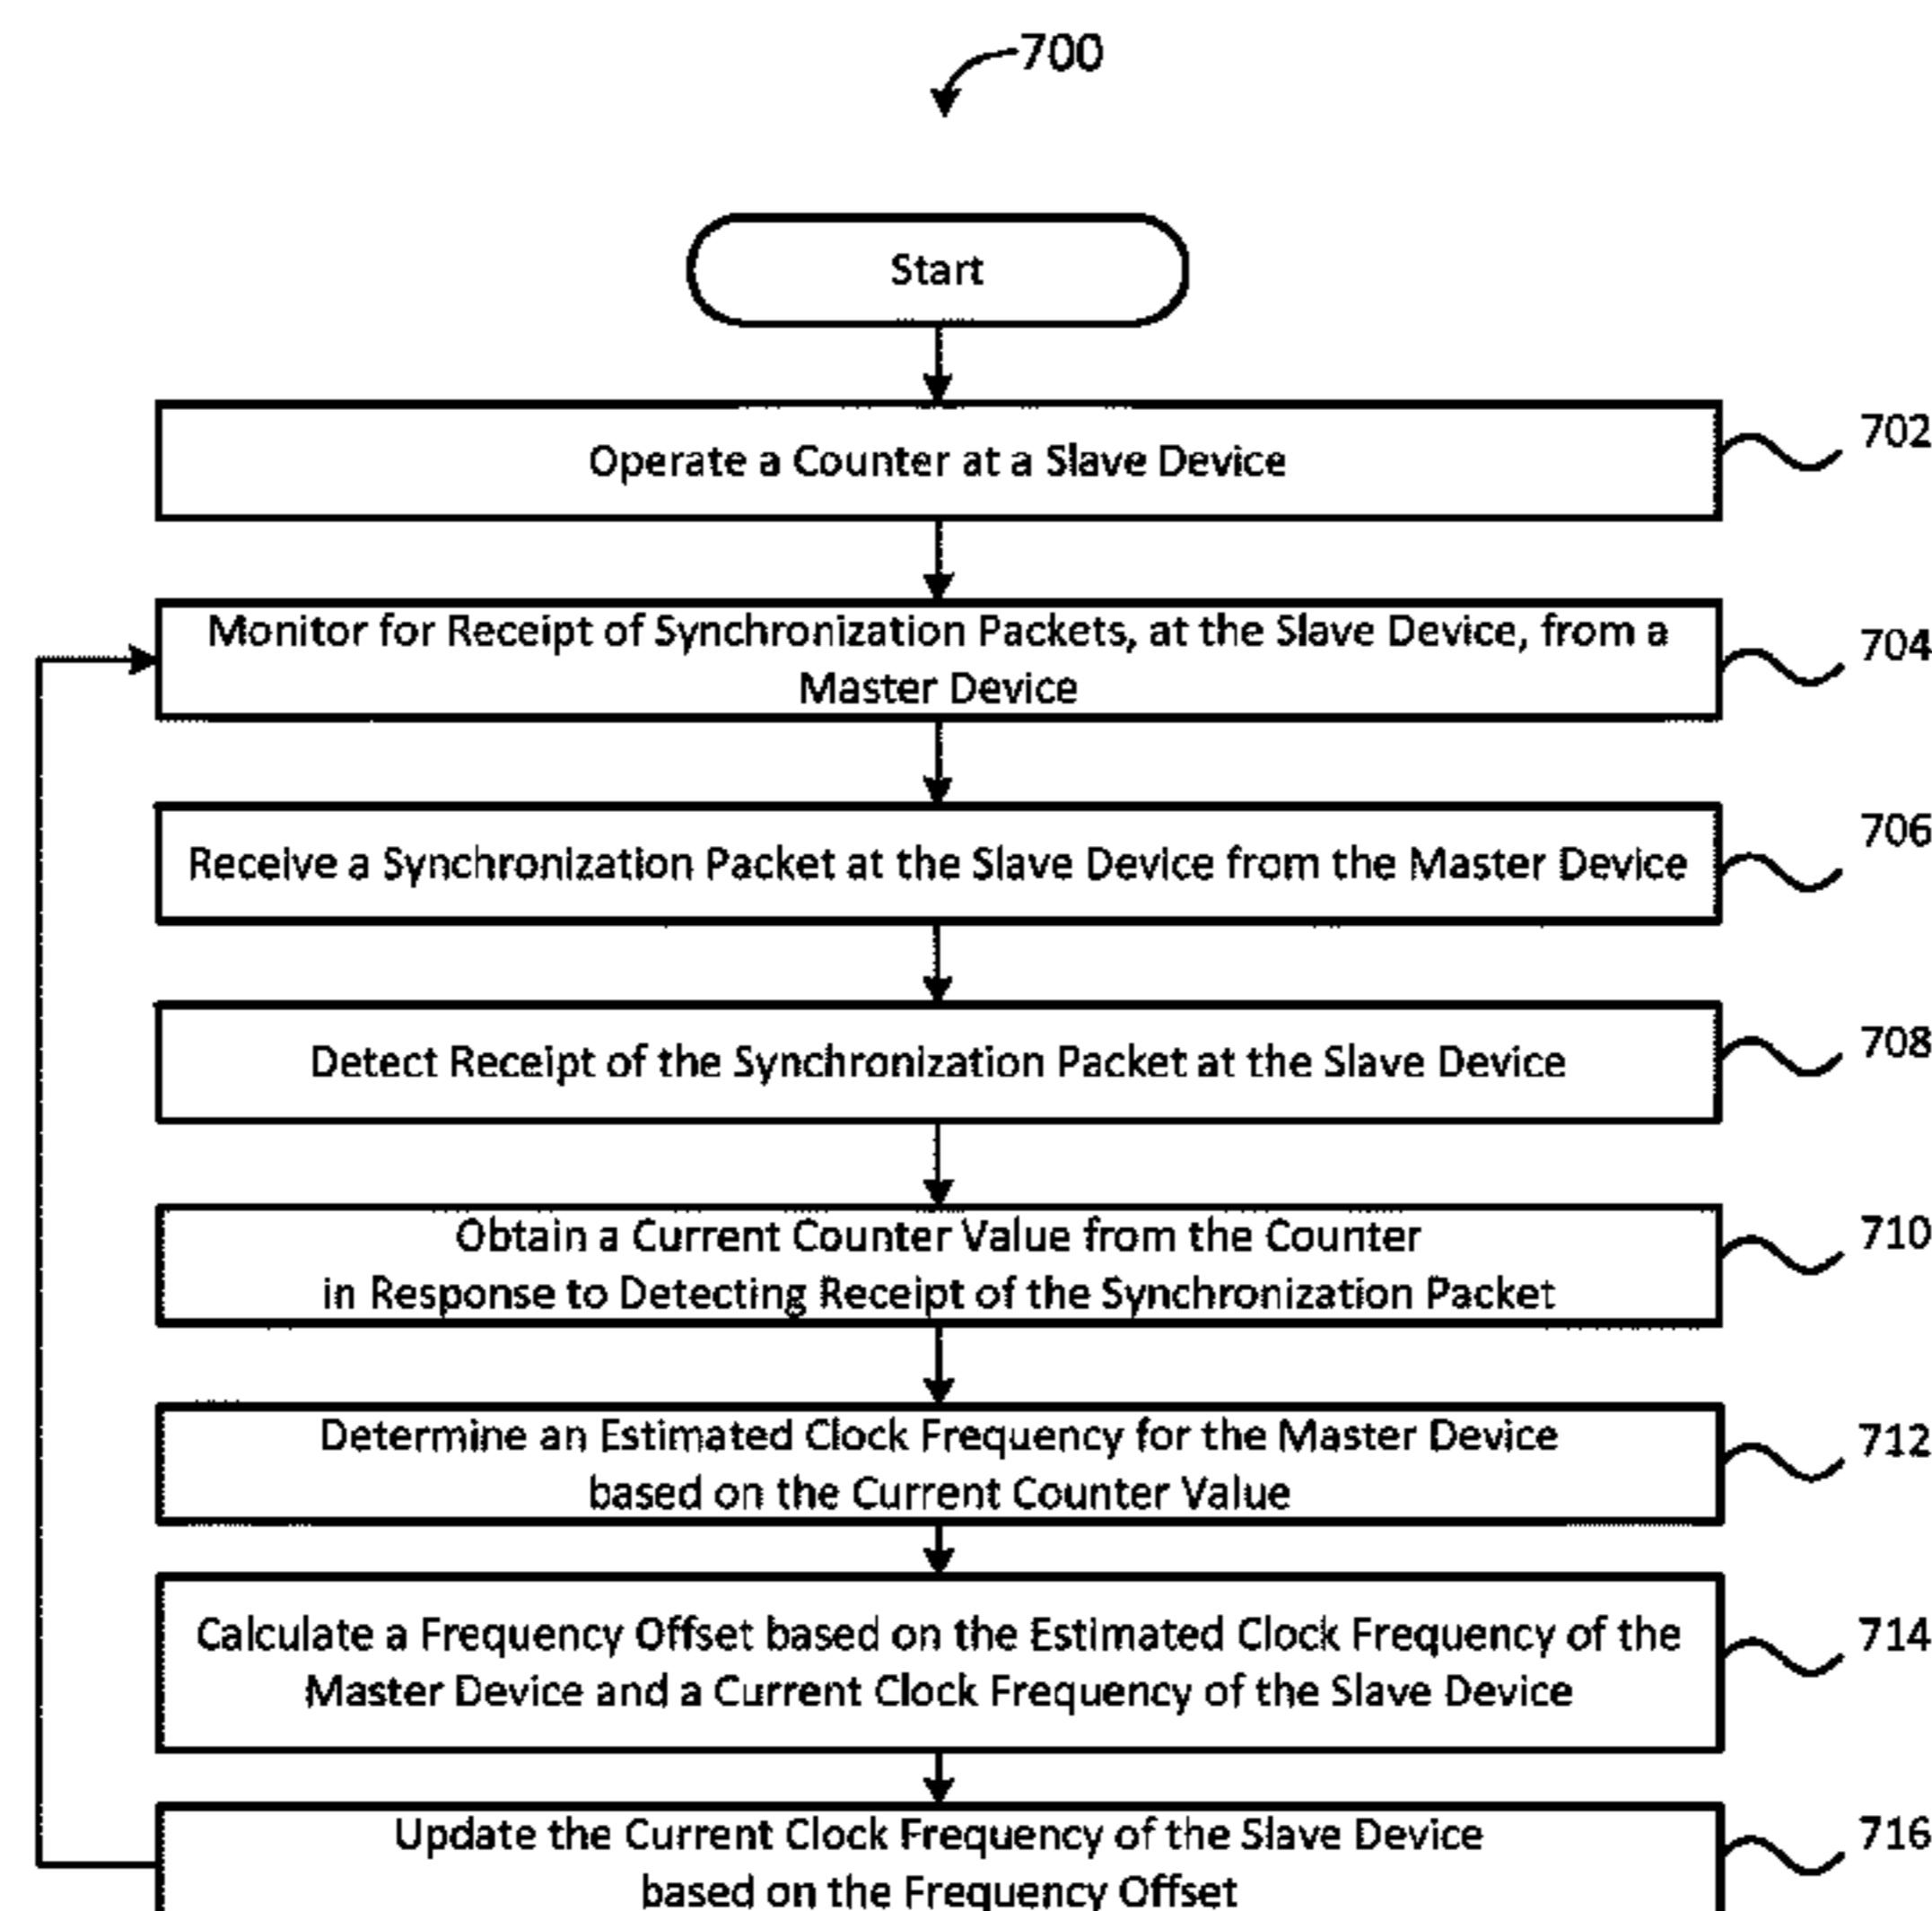 700
Start
Operate a Counter at a Slave Device
702
Monitor for Receipt of Synchronization Packets, at the Slave Device, from a
Master Device
704
Receive a Synchronization Packet at the Slave Device from the Master Device
706
Detect Receipt of the Synchronization Packet at the Slave Device
708
Obtain a Current Counter Value from the Counter
in Response to Detecting Receipt of the Synchronization Packet
710
Determine an Estimated Clock Frequency for the Master Device
based on the Current Counter Value
712
Calculate a Frequency Offset based on the Estimated Clock Frequency of the
Master Device and a Current Clock Frequency of the Slave Device
714
Update the Current Clock Frequency of the Slave Device
based on the Frequency Offset
716